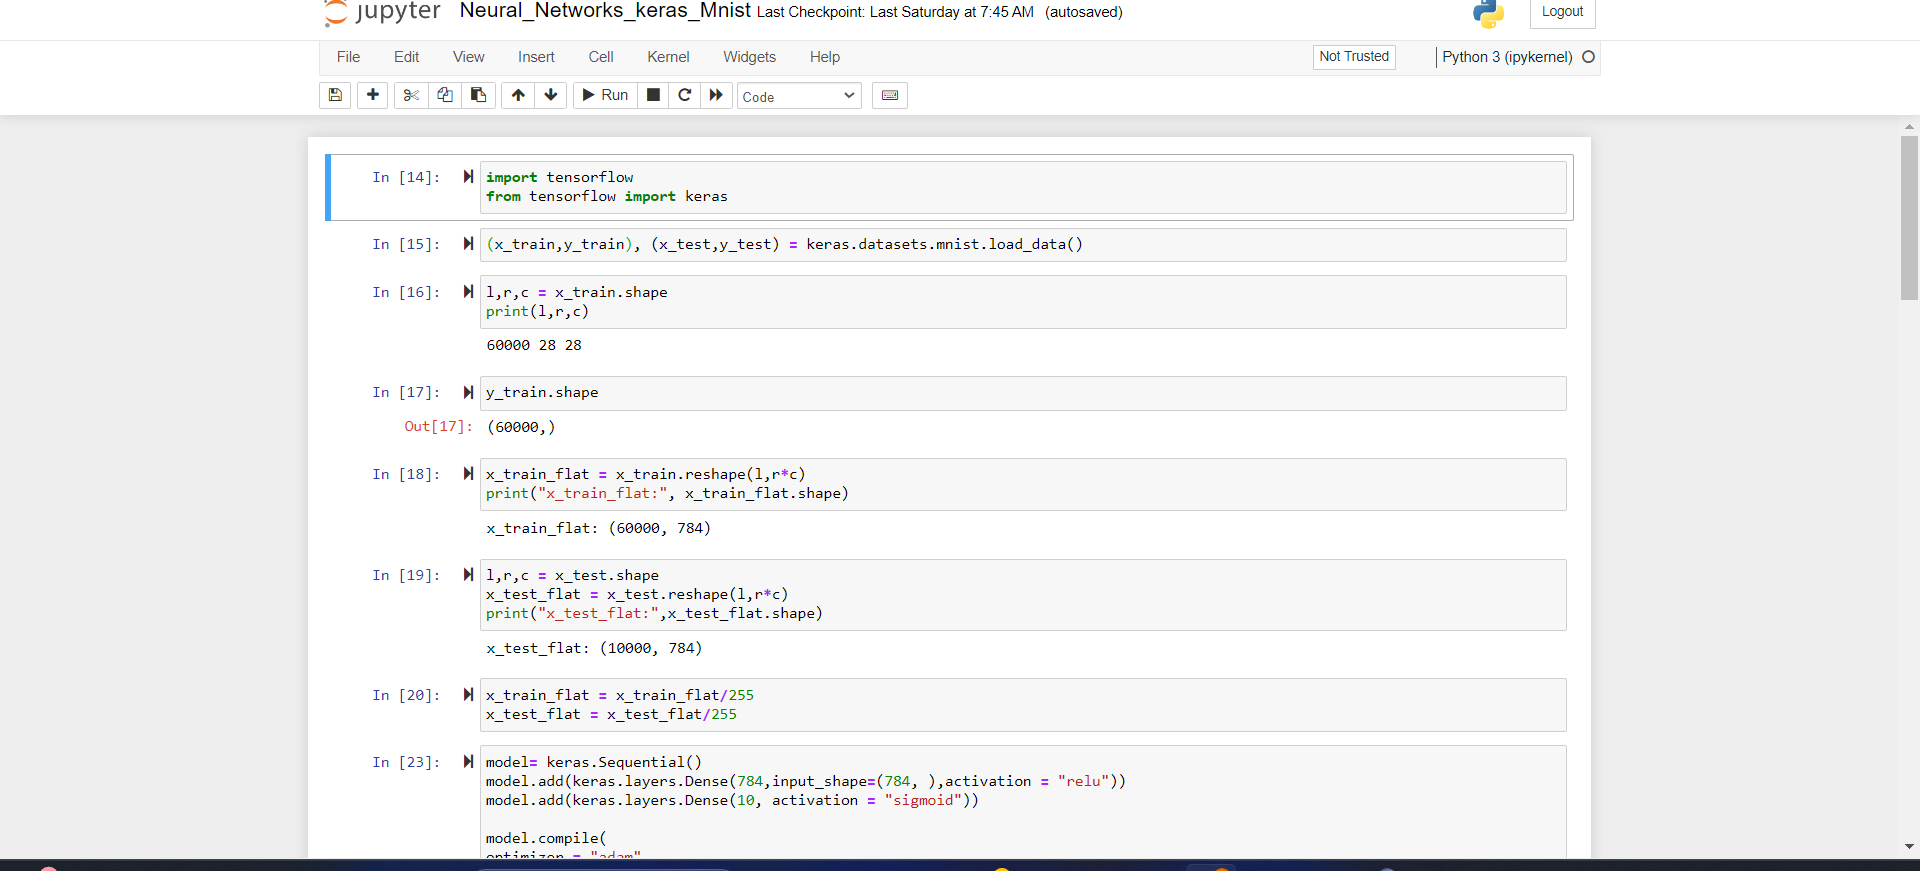 jupyter Neural_Networks_keras_Mnist Last Checkpoint: Last Saturday at 7:45 AM (autosaved) Logout
File Edit View Insert Cell Kernel Widgets Help Not Trusted Python 3 (ipykernel)
Run Code
In [14]: import tensorflow
from tensorflow import keras
In [15]: (x_train,y_train), (x_test,y_test) = keras.datasets.mnist.load_data()
In [16]: l,r,c = x_train.shape
print(l,r,c)
60000 28 28
In [17]: y_train.shape
Out[17]: (60000,)
In [18]: x_train_flat = x_train.reshape(l,r*c)
print("x_train_flat:", x_train_flat.shape)
x_train_flat: (60000, 784)
In [19]: l,r,c = x_test.shape
x_test_flat = x_test.reshape(l,r*c)
print("x_test_flat:",x_test_flat.shape)
x_test_flat: (10000, 784)
In [20]: x_train_flat = x_train_flat/255
x_test_flat = x_test_flat/255
In [23]: model= keras.Sequential()
model.add(keras.layers.Dense(784,input_shape=(784, ),activation = "relu"))
model.add(keras.layers.Dense(10, activation = "sigmoid"))
model.compile(
optimizer = "adam"